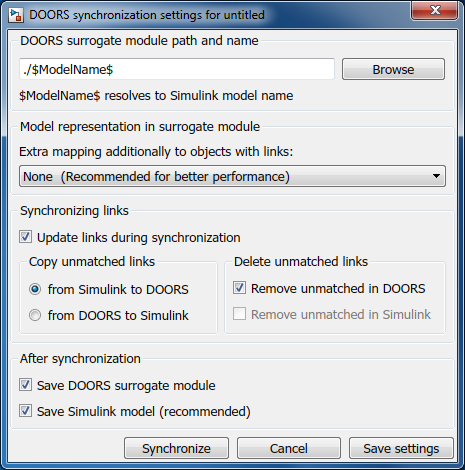 DOORS synchronization settings for untitled
DOORS surrogate module path and name
./$ModelName$
Browse
$ModelName$ resolves to Simulink model name
Model representation in surrogate module
Extra mapping additionally to objects with links:
None  (Recommended for better performance)
Synchronizing links
Update links during synchronization
Copy unmatched links
from Simulink to DOORS
from DOORS to Simulink
Delete unmatched links
Remove unmatched in DOORS
Remove unmatched in Simulink
After synchronization
Save DOORS surrogate module
Save Simulink model (recommended)
Synchronize Cancel Save settings